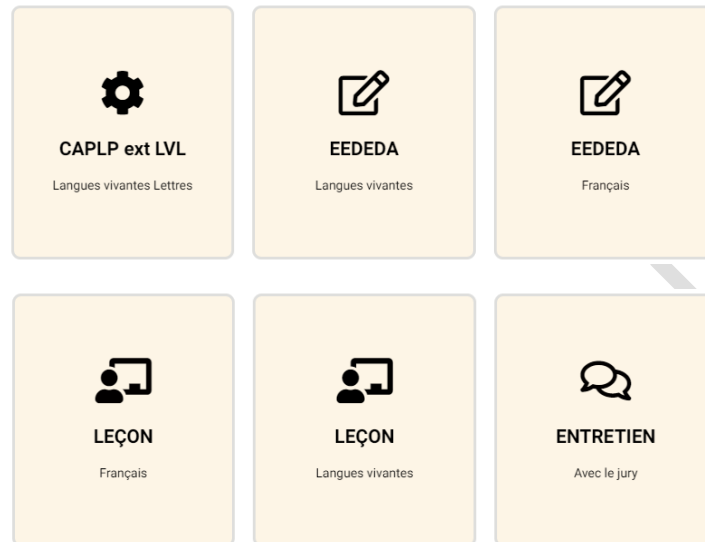 CAPLP ext LVL
Langues vivantes Lettres
EEDEDA
Langues vivantes
EEDEDA
Français
LEÇON
Français
LEÇON
Langues vivantes
ENTRETIEN
Avec le jury